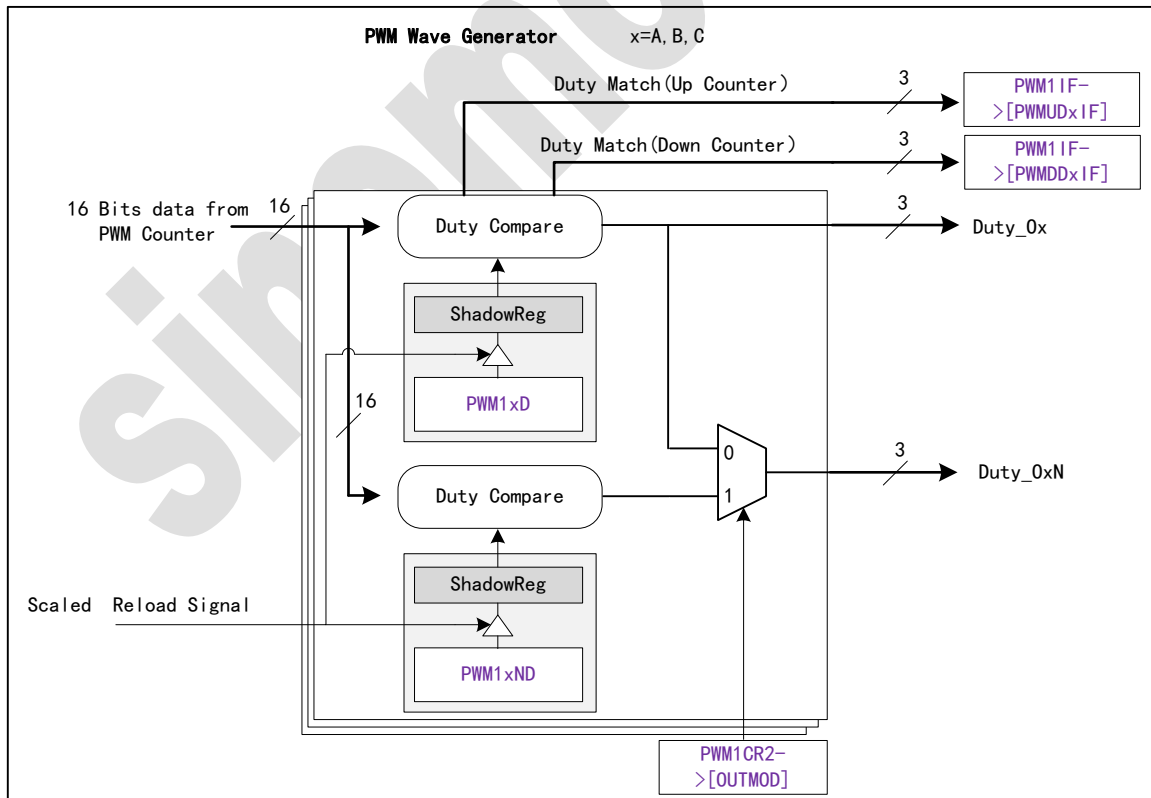 PWM Wave Generator x=A, B, C
Duty Match(Up Counter)
3
PWM1IF-
>[PWMUDxIF]
Duty Match(Down Counter)
3
PWM1IF-
>[PWMDDxIF]
16 Bits data from
PWM Counter
16
Duty Compare
3
Duty_Ox
ShadowReg
PWM1xD
16
0
1
3
Duty_OxN
Duty Compare
ShadowReg
Scaled Reload Signal
PWM1xND
PWM1CR2-
>[OUTMOD]